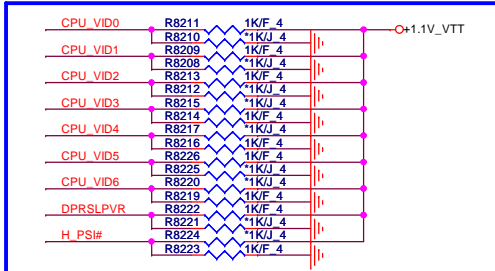 CPU_VID0 R8211 1K/F_4 +1.1V_VTT
R8210 *1K/J_4
CPU_VID1 R8209 1K/F_4
R8208 *1K/J_4
CPU_VID2 R8213 1K/F_4
R8212 *1K/J_4
CPU_VID3 R8215 *1K/J_4
R8214 1K/F_4
CPU_VID4 R8217 *1K/J_4
R8216 1K/F_4
CPU_VID5 R8226 1K/F_4
R8225 *1K/J_4
CPU_VID6 R8220 *1K/J_4
R8219 1K/F_4
DPRSLPVR R8222 1K/F_4
R8221 *1K/J_4
H_PSI# R8224 *1K/J_4
R8223 1K/F_4